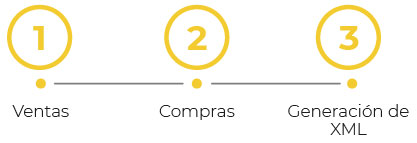 1
2
3
Ventas
Compras
Generación de
XML